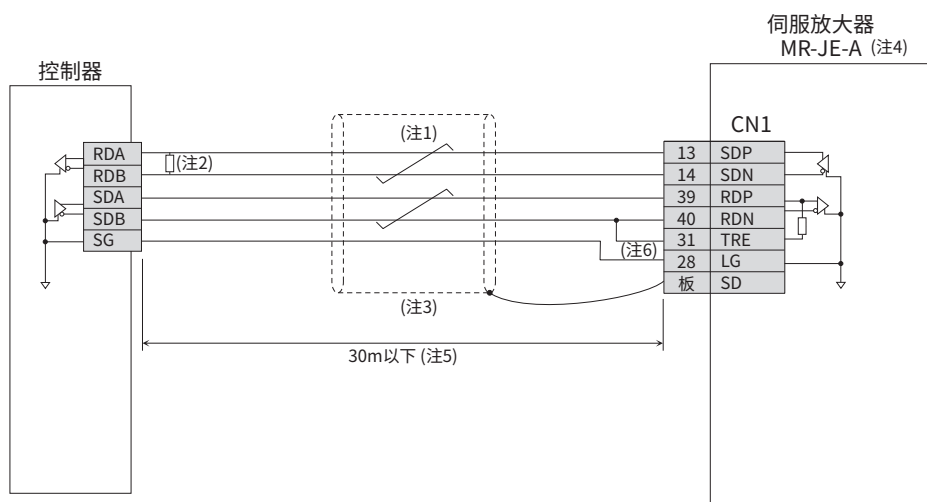 伺服放大器
MR-JE-A (注4)
控制器
CN1
(注1)
RDA
(注2)
13 SDP
RDB
14 SDN
SDA
39 RDP
SDB
40 RDN
SG
(注6)
31 TRE
28 LG
板 SD
(注3)
30m以下 (注5)